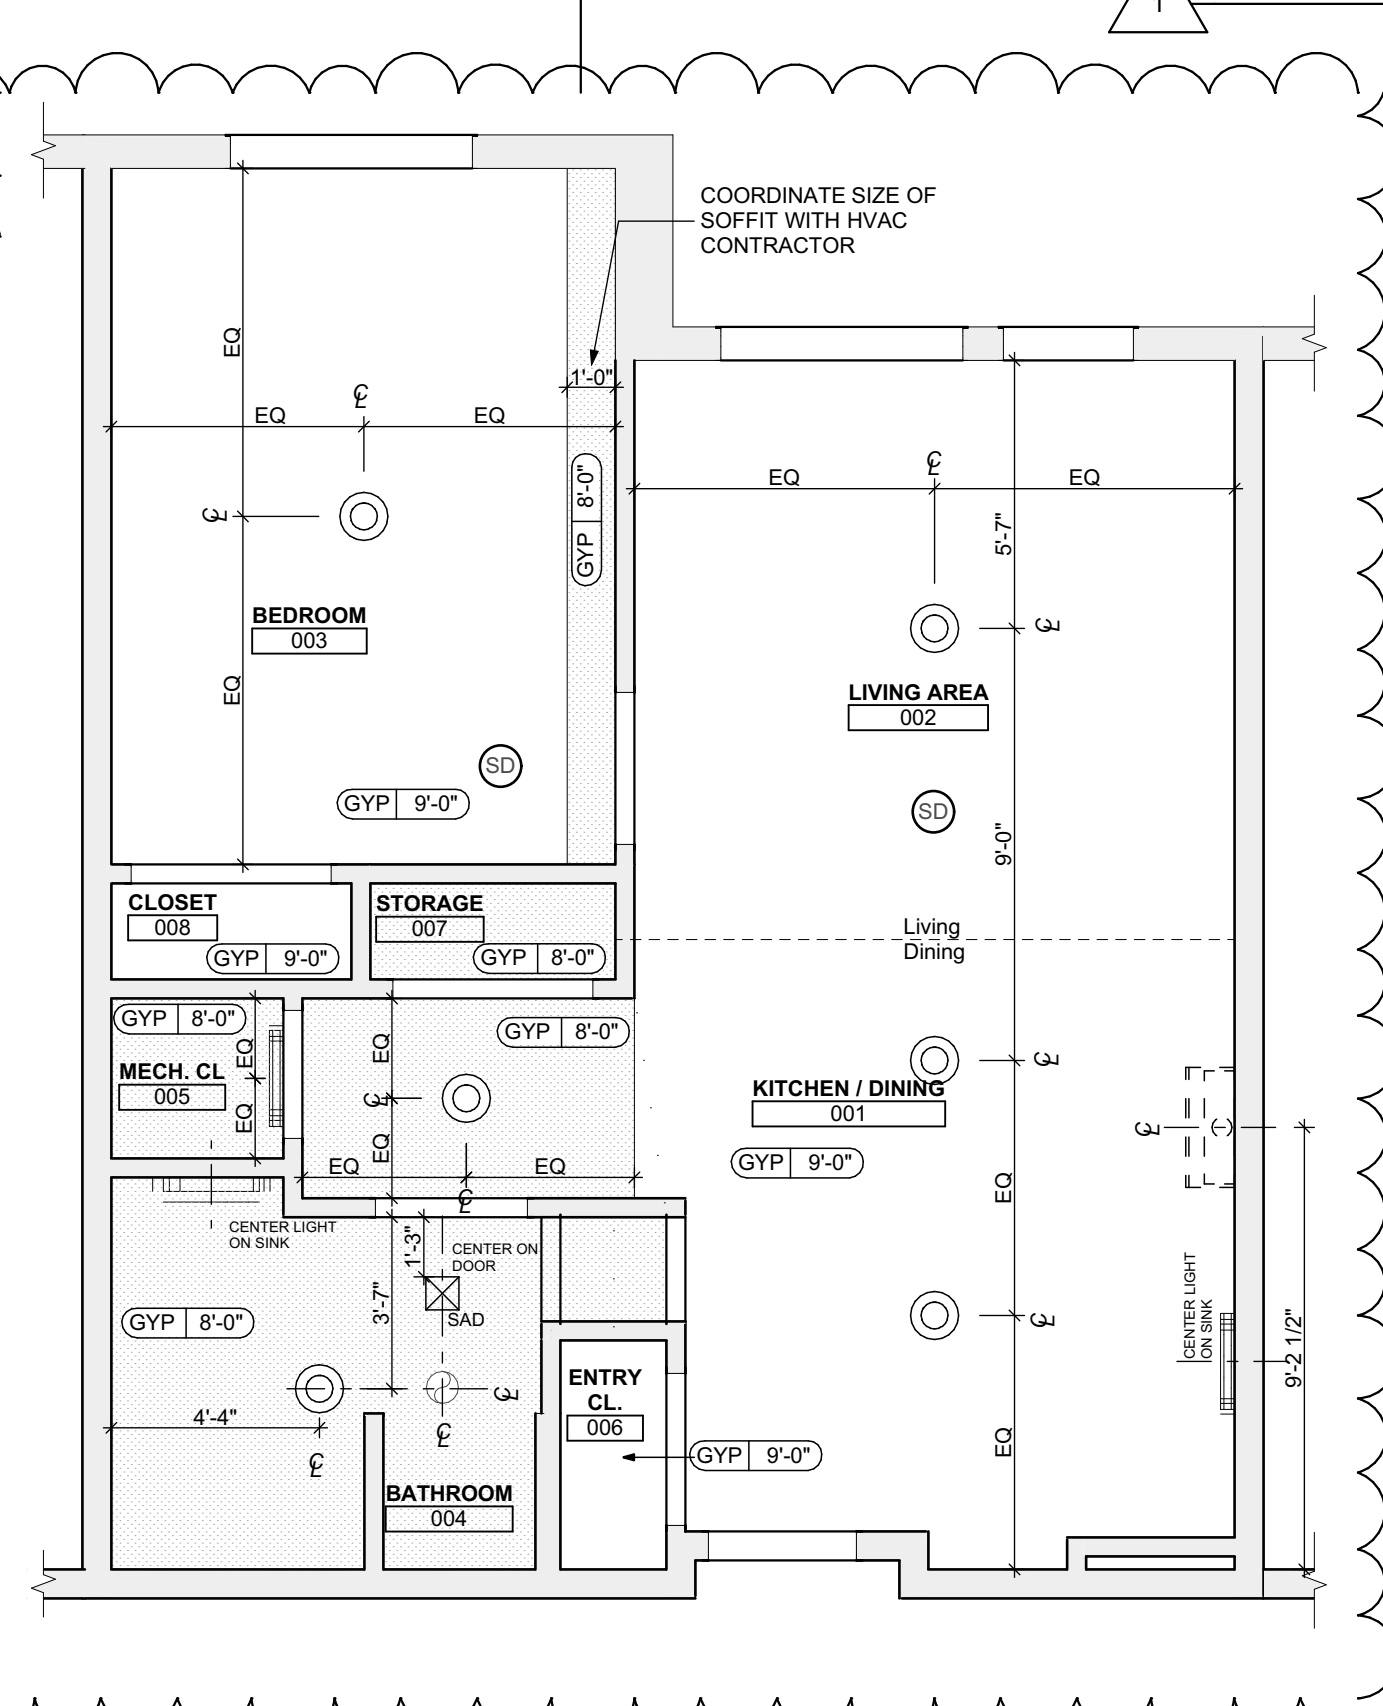 1
COORDINATE SIZE OF
SOFFIT WITH HVAC
CONTRACTOR
EQ
1'-0"
℄
EQ
EQ
℄
EQ
EQ
GYP 8'-0"
5'-7"
℄
BEDROOM
003
℄
EQ
LIVING AREA
002
SD
GYP 9'-0"
SD
9'-0"
CLOSET
008
GYP 9'-0"
STORAGE
007
GYP 8'-0"
Living
Dining
GYP 8'-0"
EQ
MECH. CL
005
EQ
EQ
GYP 8'-0"
℄
EQ
EQ
EQ
℄
℄
KITCHEN / DINING
001
GYP 9'-0"
℄
EQ
CENTER LIGHT
ON SINK
1'-3"
CENTER ON
DOOR
3'-7"
SAD
GYP 8'-0"
℄
CENTER LIGHT
ON SINK
9'-2 1/2"
4'-4"
℄
℄
℄
ENTRY
CL.
006
GYP 9'-0"
EQ
BATHROOM
004